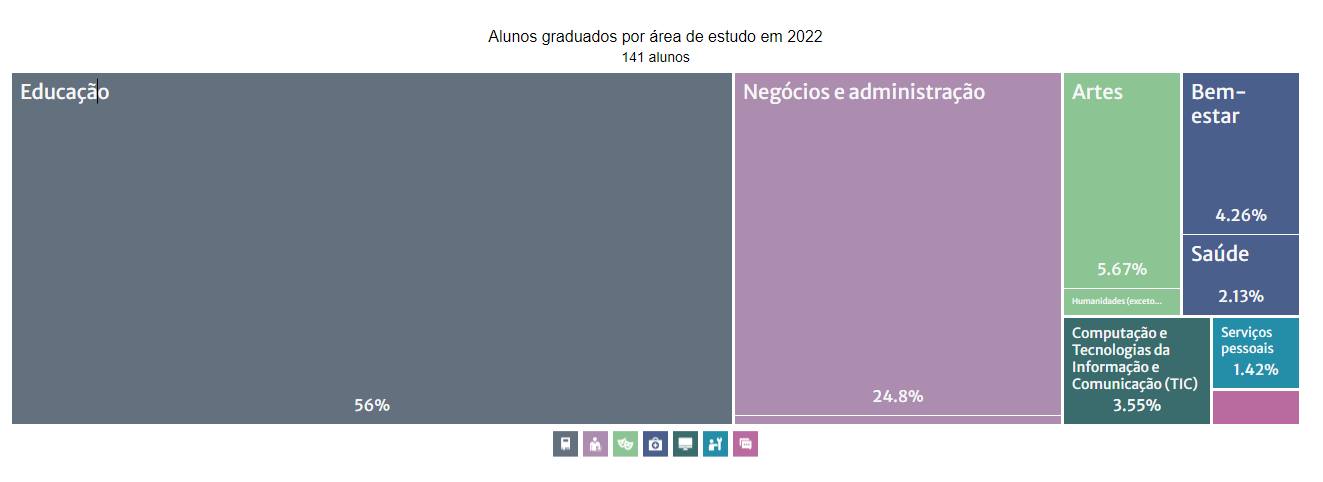 Alunos graduados por área de estudo em 2022
141 alunos
Educação
56%
Negócios e administração
24.8%
Artes
5.67%
Humanidades (exceto...
Bem-
estar
4.26%
Saúde
2.13%
Computação e
Tecnologias da
Informação e
Comunicação (TIC)
3.55%
Serviços
pessoais
1.42%